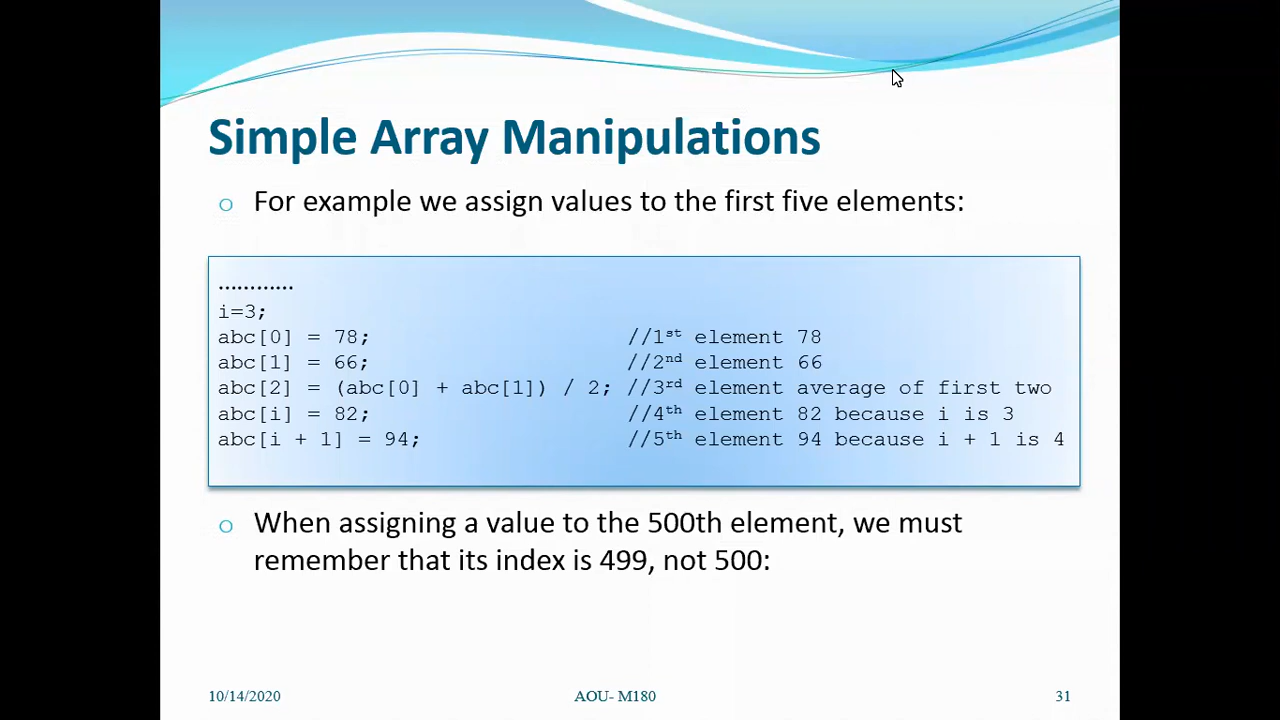 Simple Array Manipulations
o For example we assign values to the first five elements:
............
i=3;
abc[0] = 78; //1st element 78
abc[1] = 66; //2nd element 66
abc[2] = (abc[0] + abc[1]) / 2; //3rd element average of first two
abc[i] = 82; //4th element 82 because i is 3
abc[i + 1] = 94; //5th element 94 because i + 1 is 4
o When assigning a value to the 500th element, we must
remember that its index is 499, not 500:
10/14/2020 AOU- M180 31